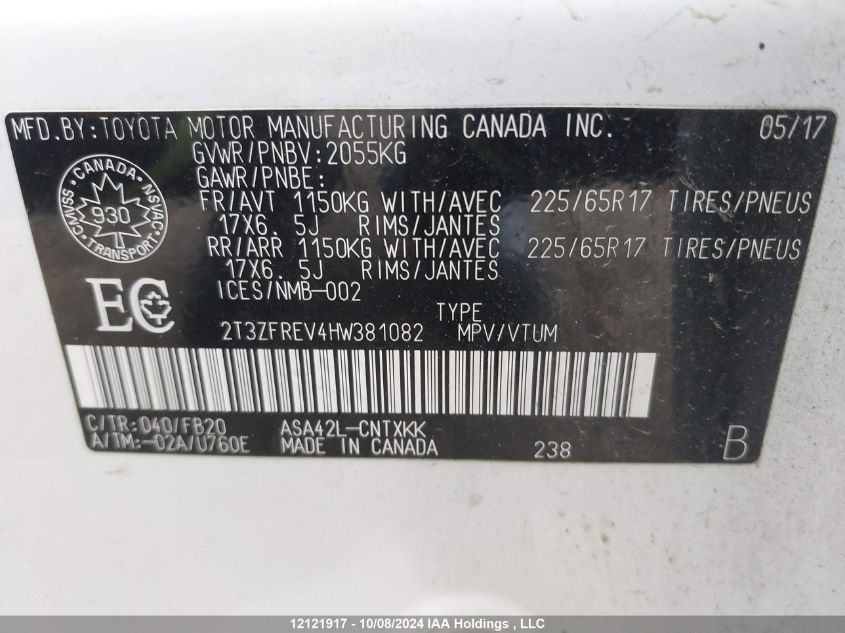 MFD.BY:TOYOTA MOTOR MANUFACTURING CANADA INC. 05/17
GVWR/PNBV:2055KG
GAWR/PNBE:
FR/AVT 1150KG WITH/AVEC 225/65R17 TIRES/PNEUS
17X6.5J RIMS/JANTES
RR/ARR 1150KG WITH/AVEC 225/65R17 TIRES/PNEUS
17X6.5J RIMS/JANTES
ICES/NMB-002
CANADA
CMVSS 930 NSVAC
TRANSPORT
EC
TYPE
2T3ZFREV4HW381082 MPV/VTUM
C/TR:040/FB20 ASA42L-CNTXKK
A/TM:-02A/U760E MADE IN CANADA 238 B
12121917 - 10/08/2024 IAA Holdings , LLC